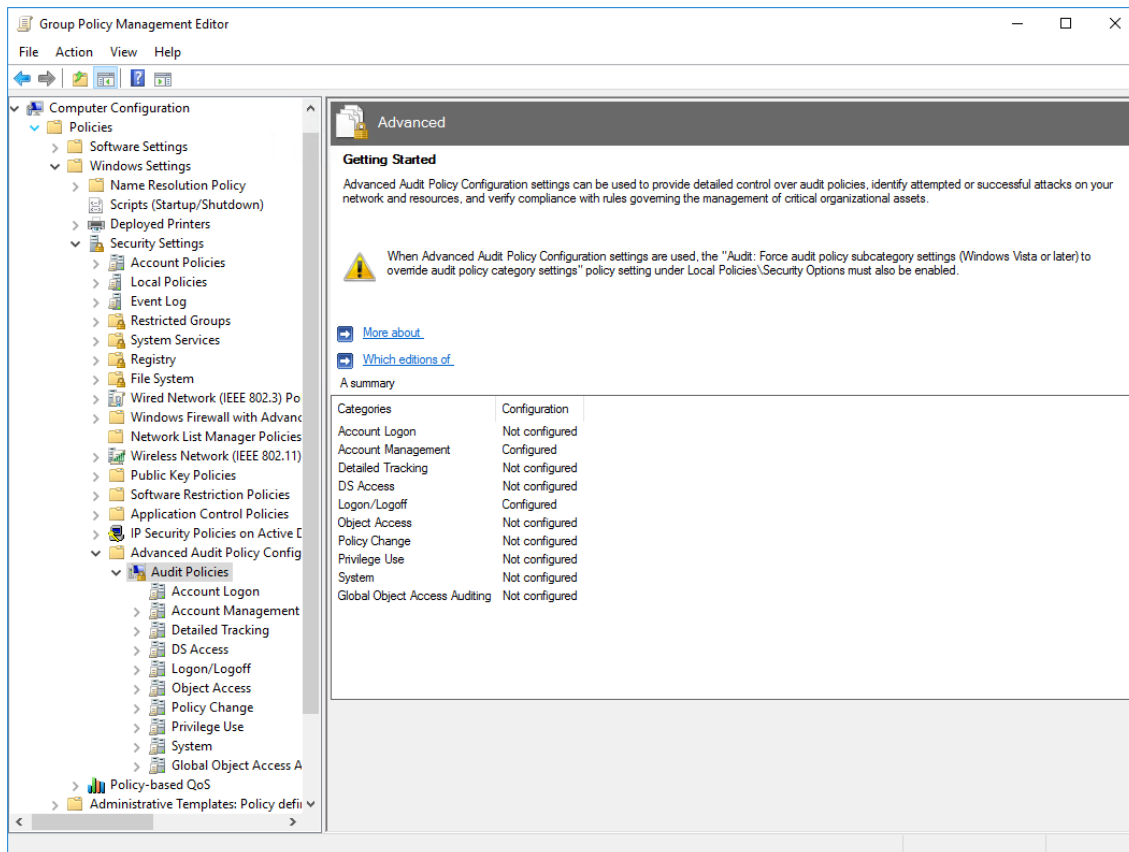 Group Policy Management Editor
File Action View Help
Computer Configuration
Policies
Software Settings
Windows Settings
Name Resolution Policy
Scripts (Startup/Shutdown)
Deployed Printers
Security Settings
Account Policies
Local Policies
Event Log
Restricted Groups
System Services
Registry
File System
Wired Network (IEEE 802.3) Po
Windows Firewall with Advanc
Network List Manager Policies
Wireless Network (IEEE 802.11)
Public Key Policies
Software Restriction Policies
Application Control Policies
IP Security Policies on Active D
Advanced Audit Policy Config
Audit Policies
Account Logon
Account Management
Detailed Tracking
DS Access
Logon/Logoff
Object Access
Policy Change
Privilege Use
System
Global Object Access A
Policy-based QoS
Administrative Templates: Policy defi
Advanced
Getting Started
Advanced Audit Policy Configuration settings can be used to provide detailed control over audit policies, identify attempted or successful attacks on your
network and resources, and verify compliance with rules governing the management of critical organizational assets.
When Advanced Audit Policy Configuration settings are used, the "Audit: Force audit policy subcategory settings (Windows Vista or later) to
override audit policy category settings" policy setting under Local Policies\Security Options must also be enabled.
More about
Which editions of
A summary
Categories Configuration
Account Logon Not configured
Account Management Configured
Detailed Tracking Not configured
DS Access Not configured
Logon/Logoff Configured
Object Access Not configured
Policy Change Not configured
Privilege Use Not configured
System Not configured
Global Object Access Auditing Not configured